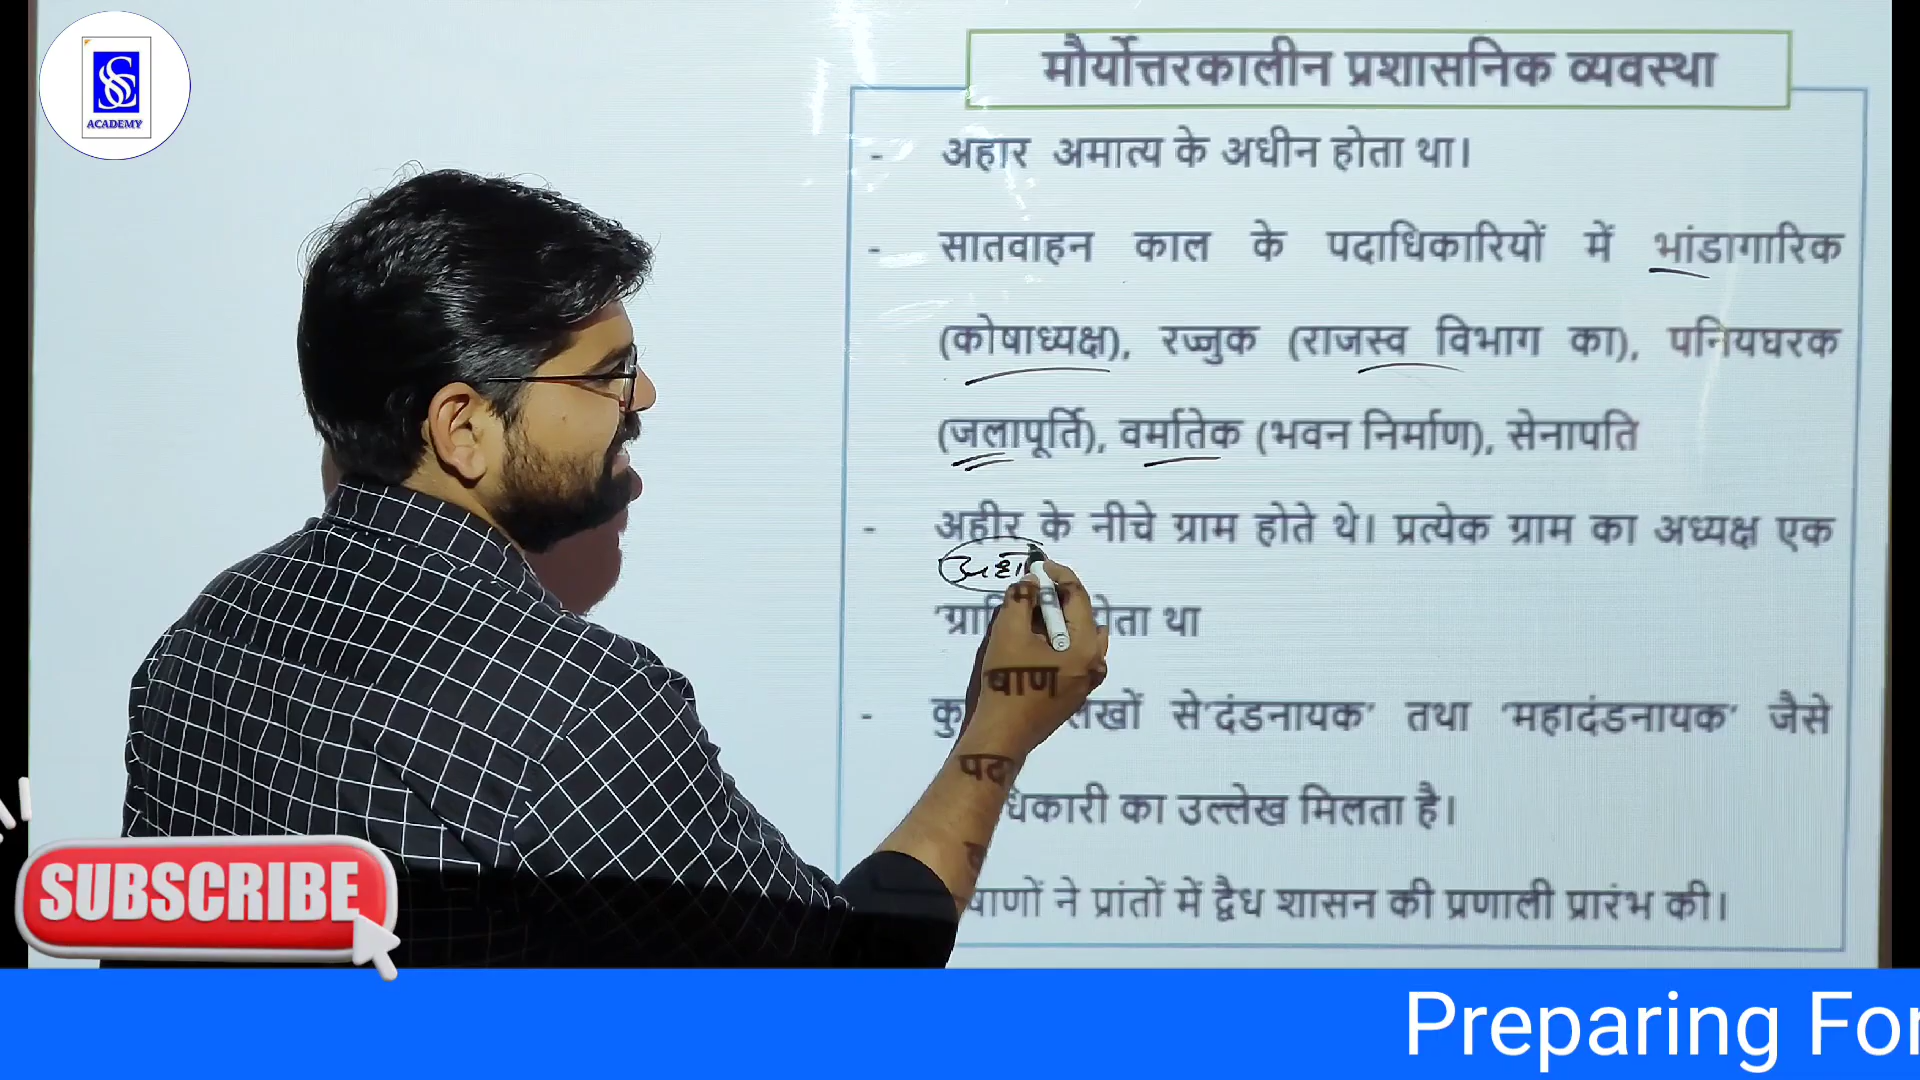 SSC
ACADEMY
मौर्योत्तरकालीन प्रशासनिक व्यवस्था
- अहार अमात्य के अधीन होता था।
- सातवाहन काल के पदाधिकारियों में भांडागारिक
(कोषाध्यक्ष), रज्जुक (राजस्व विभाग का), पनियघरक
(जलापूर्ति), वर्मातेक (भवन निर्माण), सेनापति
- अहीर के नीचे ग्राम होते थे। प्रत्येक ग्राम का अध्यक्ष एक
होता था
- से 'दंडनायक' तथा 'महादंडनायक' जैसे
का उल्लेख मिलता है।
ने प्रांतों में द्वैध शासन की प्रणाली प्रारंभ की।
SUBSCRIBE
Preparing For